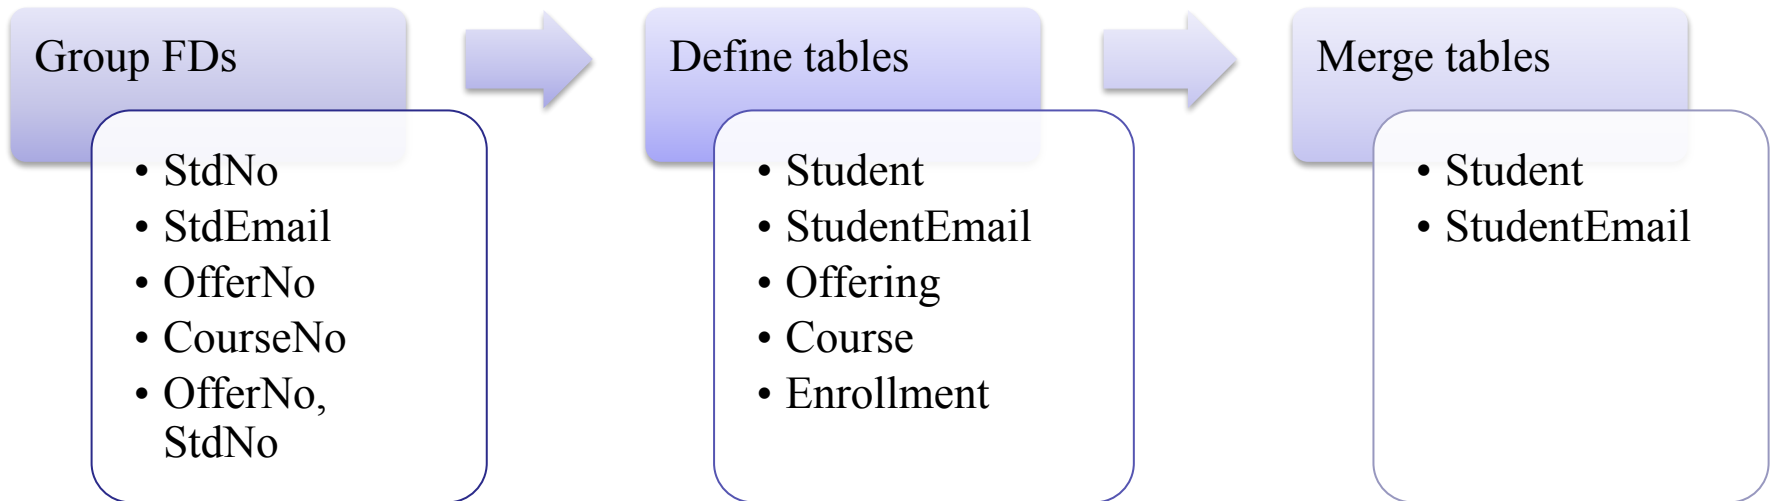 Group FDs
• StdNo
• StdEmail
• OfferNo
• CourseNo
• OfferNo,
StdNo
Define tables
• Student
• StudentEmail
• Offering
• Course
• Enrollment
Merge tables
• Student
• StudentEmail